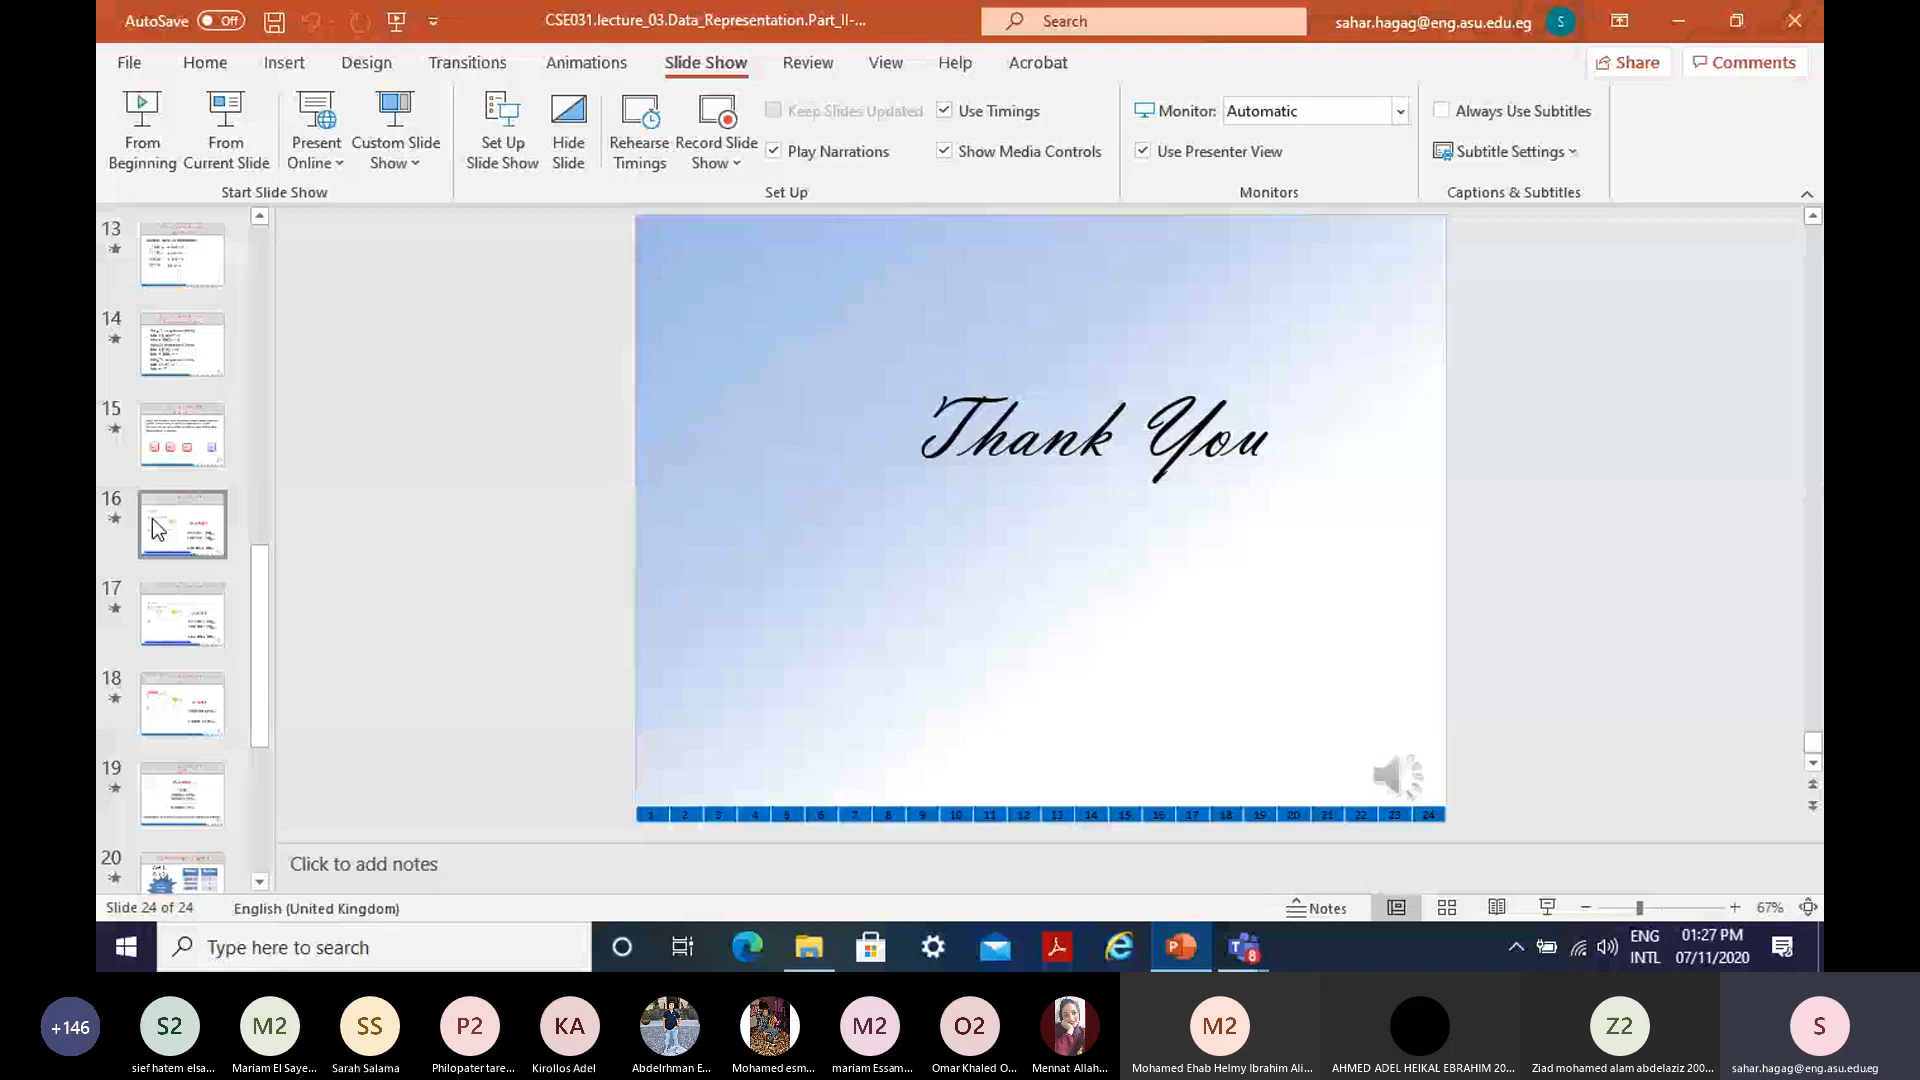 AutoSave Off
CSE031.lecture_03.Data_Representation.Part_II-...
Search
sahar.hagag@eng.asu.edu.eg S
File Home Insert Design Transitions Animations Slide Show Review View Help Acrobat
Share Comments
From Beginning
From Current Slide
Present Online
Custom Slide Show
Set Up Slide Show
Hide Slide
Rehearse Timings
Record Slide Show
Keep Slides Updated
Play Narrations
Use Timings
Show Media Controls
Monitor: Automatic
Use Presenter View
Always Use Subtitles
Subtitle Settings
Start Slide Show Set Up Monitors Captions & Subtitles
13
14
15
16
17
18
19
20
Thank You
1 2 3 4 5 6 7 8 9 10 11 12 13 14 15 16 17 18 19 20 21 22 23 24
Click to add notes
Slide 24 of 24 English (United Kingdom) Notes 67%
Type here to search
8
ENG 01:27 PM
INTL 07/11/2020
+146 S2 M2 SS P2 KA M2 O2 M2 Z2 S
sief hatem elsa... Mariam El Saye... Sarah Salama Philopater tare... Kirollos Adel Abdelrhman E... Mohamed esm... mariam Essam... Omar Khaled O... Mennat Allah... Mohamed Ehab Helmy Ibrahim Ali... AHMED ADEL HEIKAL EBRAHIM 20... Ziad mohamed alam abdelaziz 200... sahar.hagag@eng.asu.edu.eg